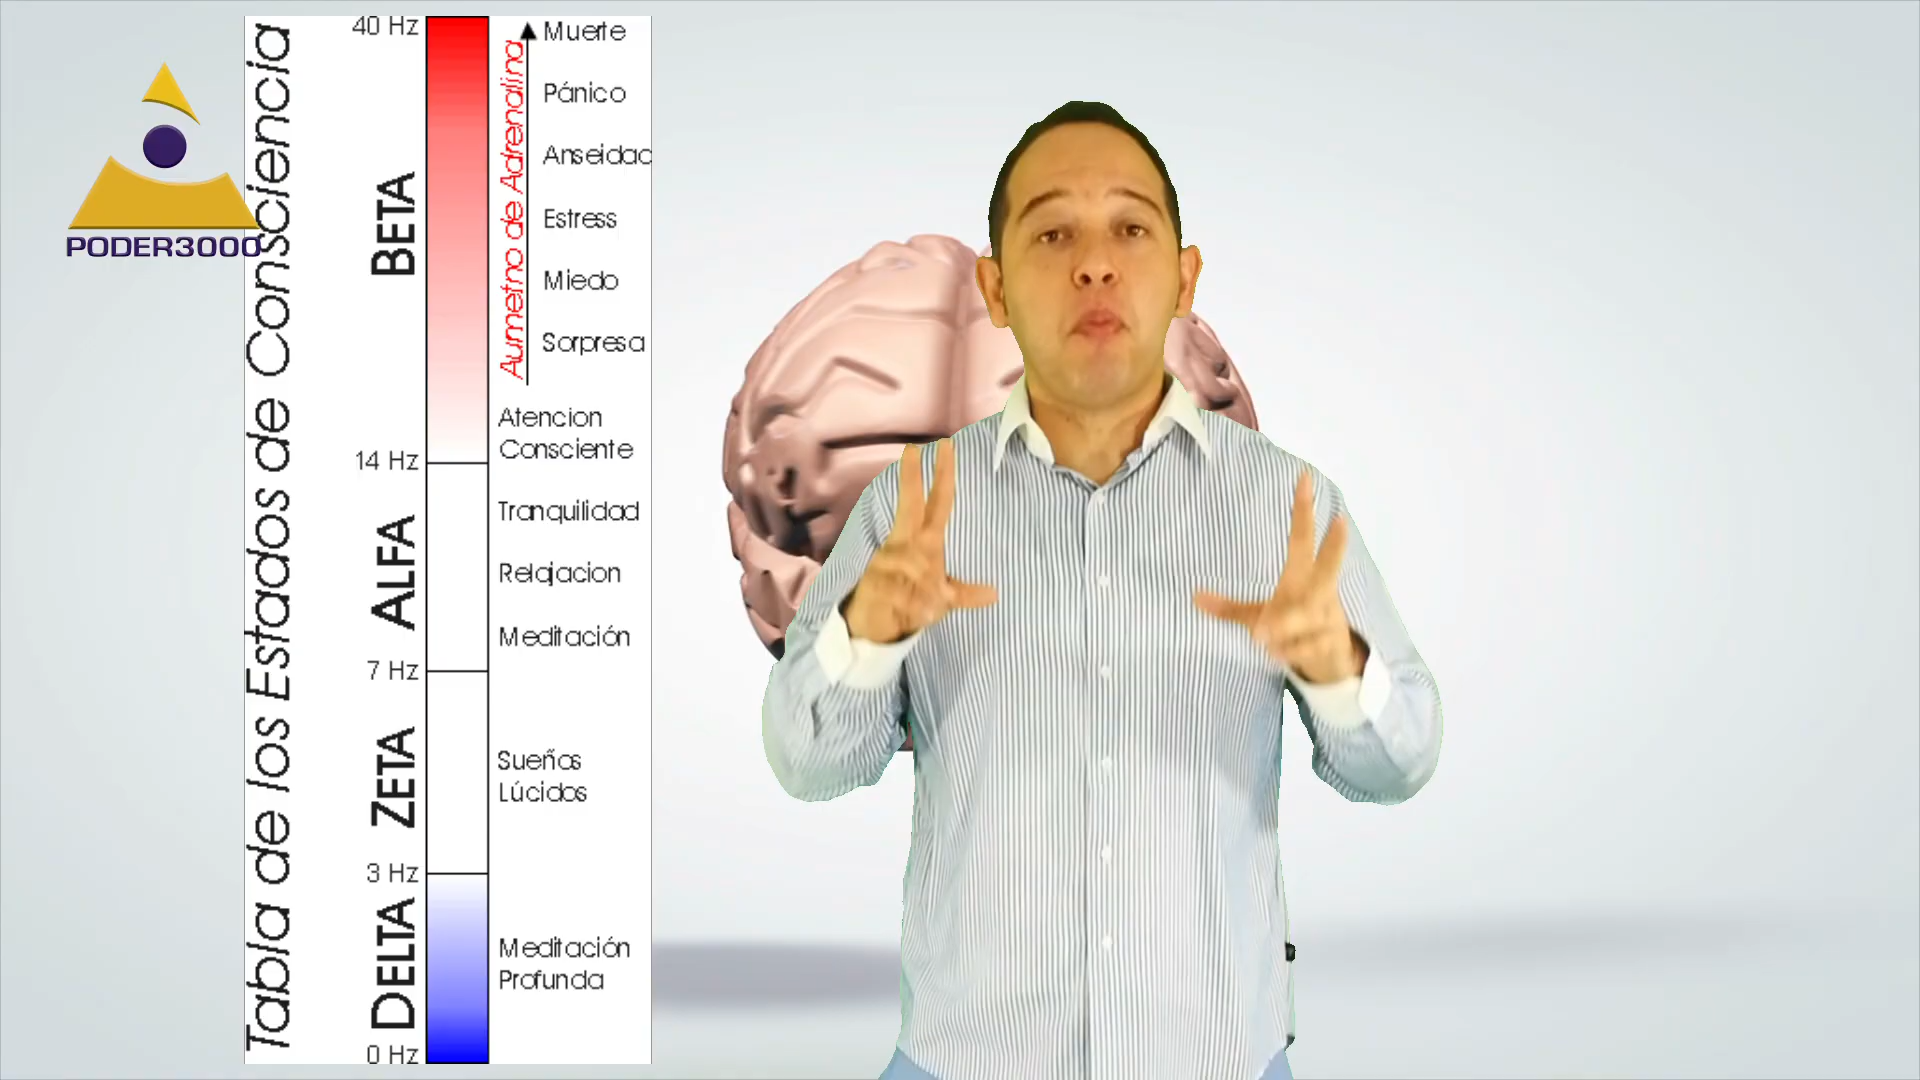 PODER3000
Tabla de los Estados de Consciencia
40 Hz
BETA
Aumetno de Adrenalina
Muerte
Pánico
Anseidad
Estress
Miedo
Sorpresa
Atencion
Consciente
14 Hz
ALFA
Tranquilidad
Relajacion
Meditación
7 Hz
ZETA
Sueños
Lúcidos
3 Hz
DELTA
Meditación
Profunda
0 Hz